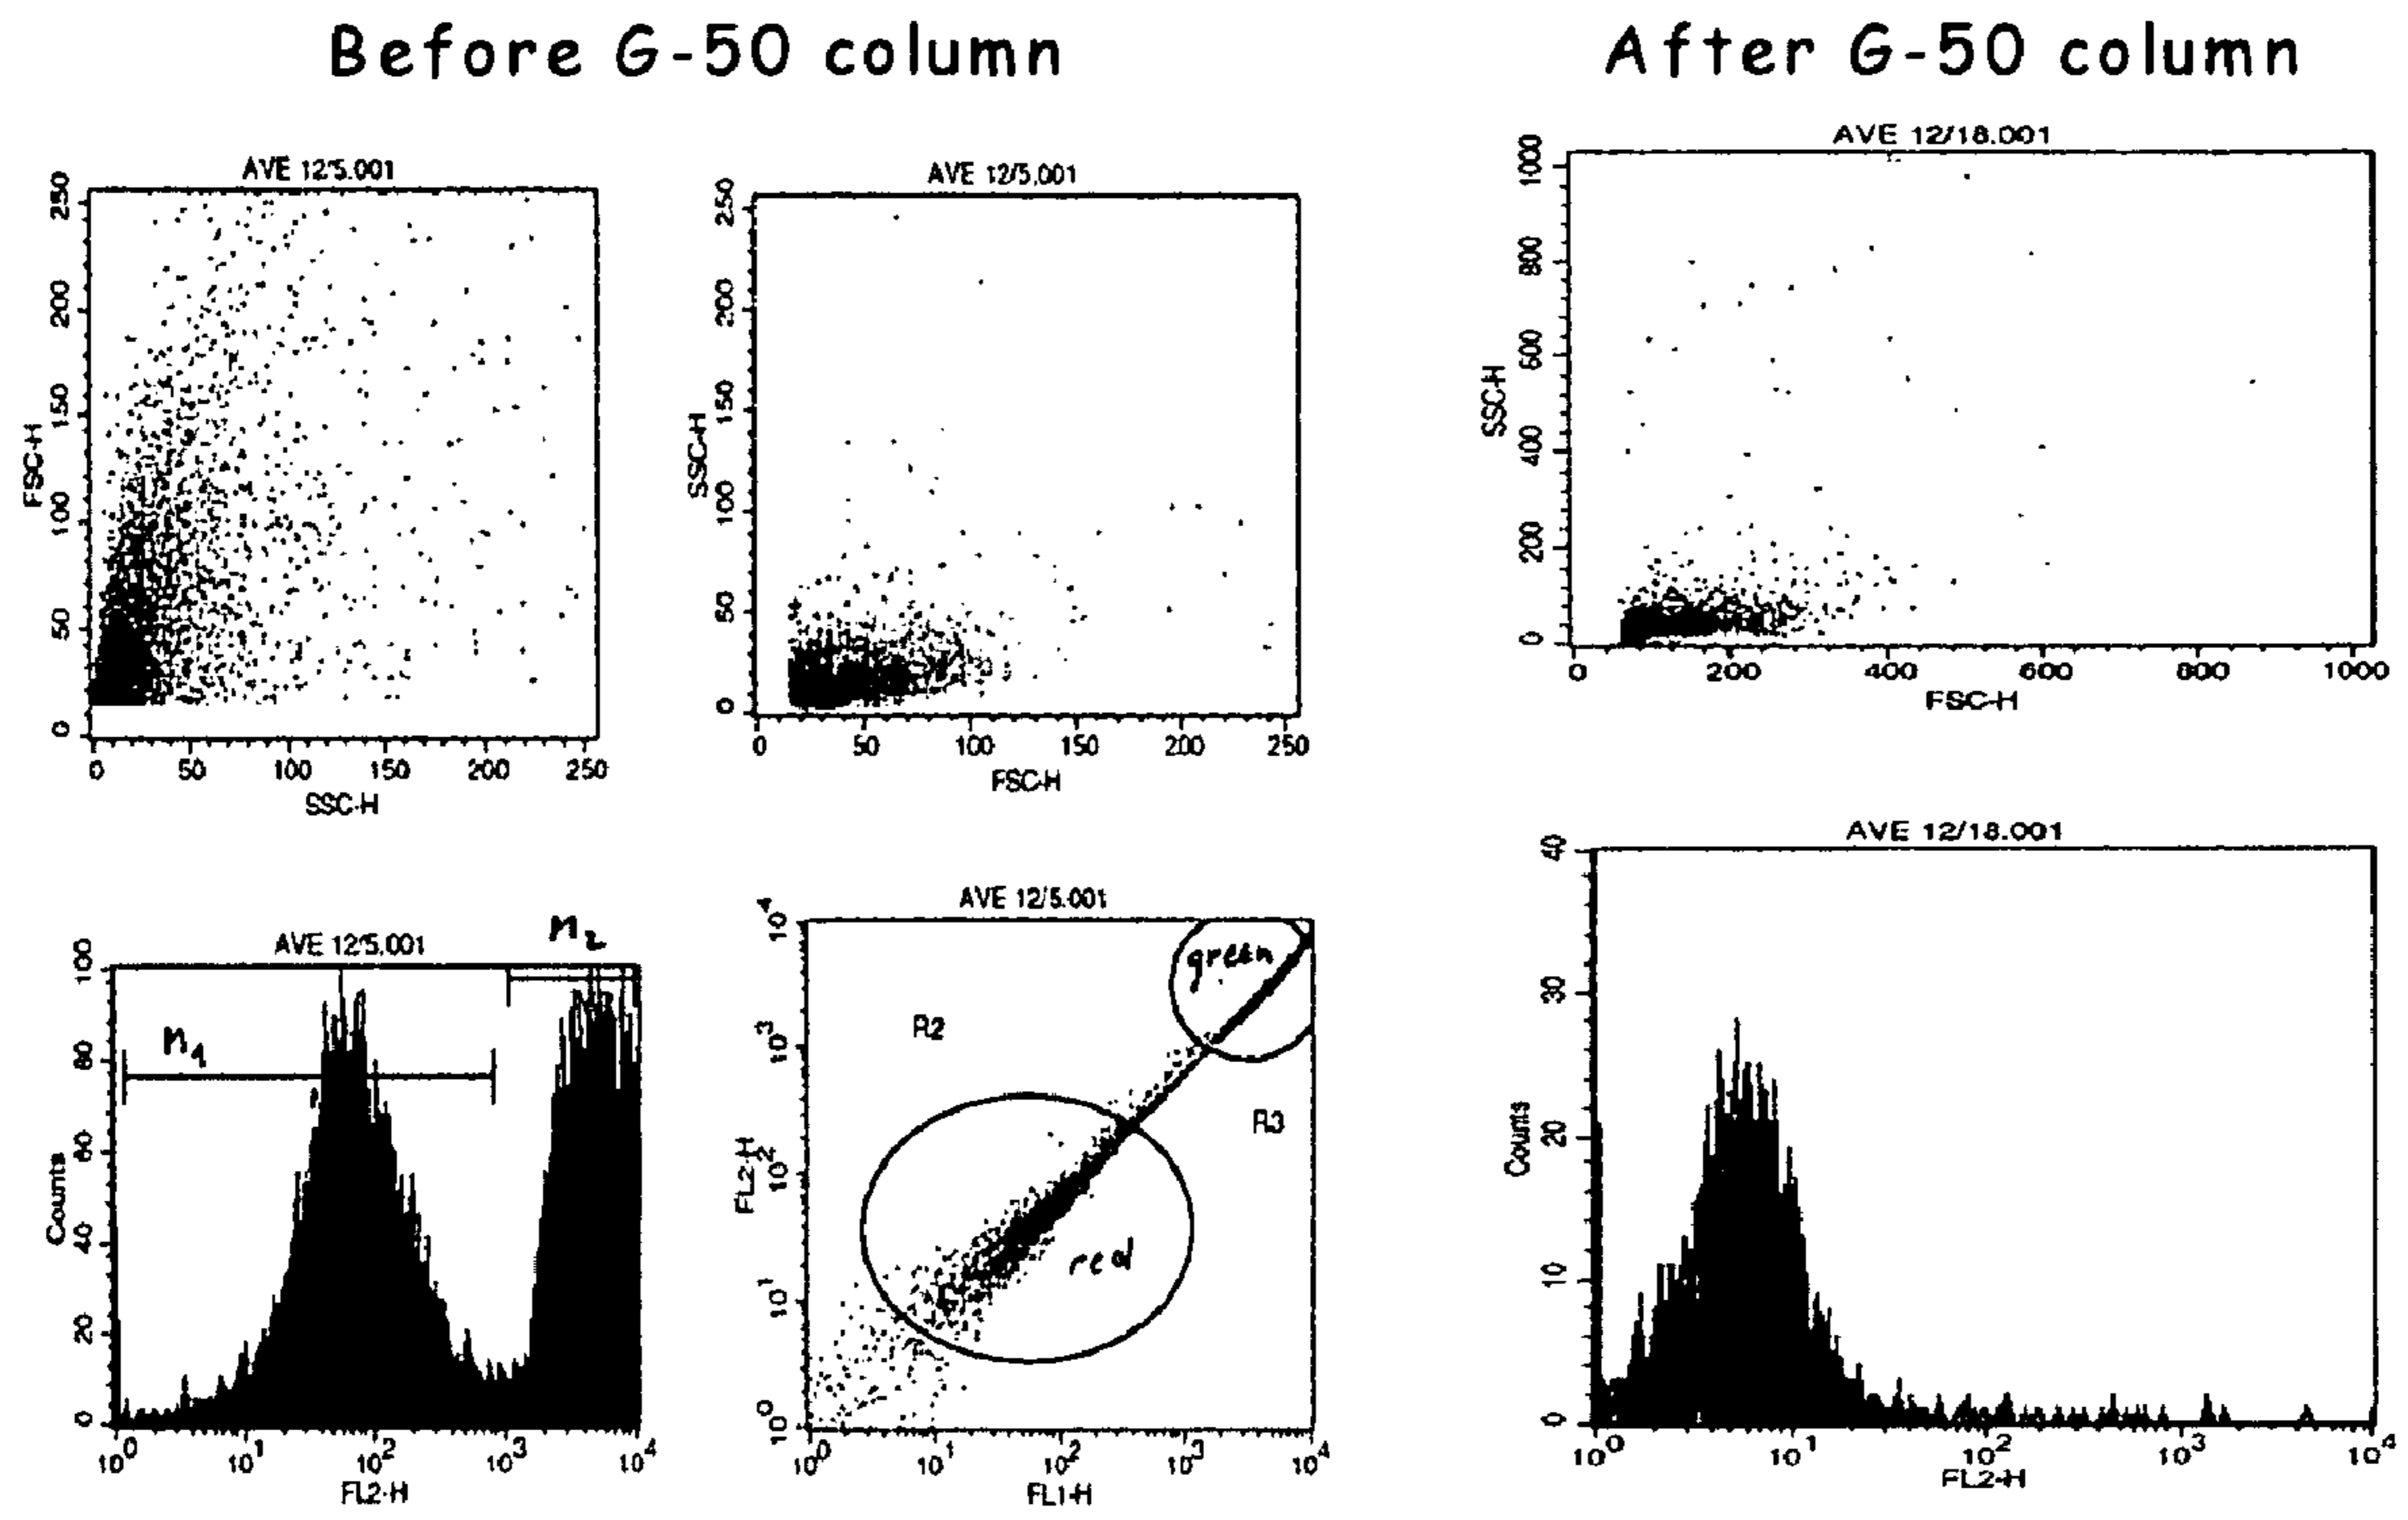 Before G-50 column
After G-50 column
AVE 12/5.001
250
200
150
100
50
0
FSC-H
0 50 100 150 200 250
SSC-H
AVE 12/5,001
250
200
150
100
50
0
SSC-H
0 50 100 150 200 250
FSC-H
AVE 12/18.001
1000
800
600
400
200
0
SSC-H
0 200 400 600 800 1000
FSC-H
AVE 12/5,001
M2
M1
100
80
60
40
20
0
Counts
10^0 10^1 10^2 10^3 10^4
FL2-H
AVE 12/5.001
green
R2
R3
red
10^4
10^3
10^2
10^1
10^0
FL2-H
10^0 10^1 10^2 10^3 10^4
FL1-H
AVE 12/18.001
40
30
20
10
0
Counts
10^0 10^1 10^2 10^3 10^4
FL2-H